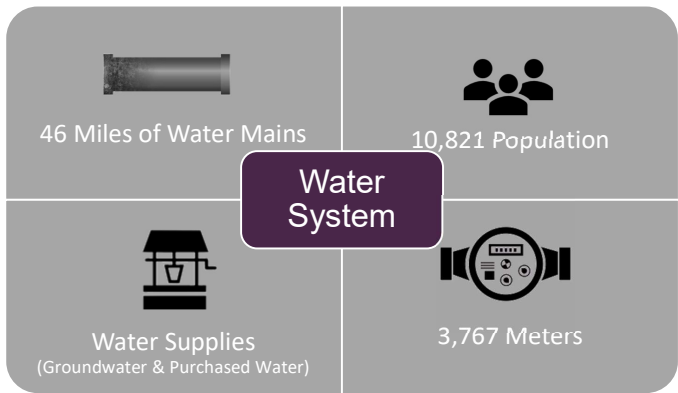 46 Miles of Water Mains
10,821 Population
Water
System
Water Supplies
(Groundwater & Purchased Water)
3,767 Meters